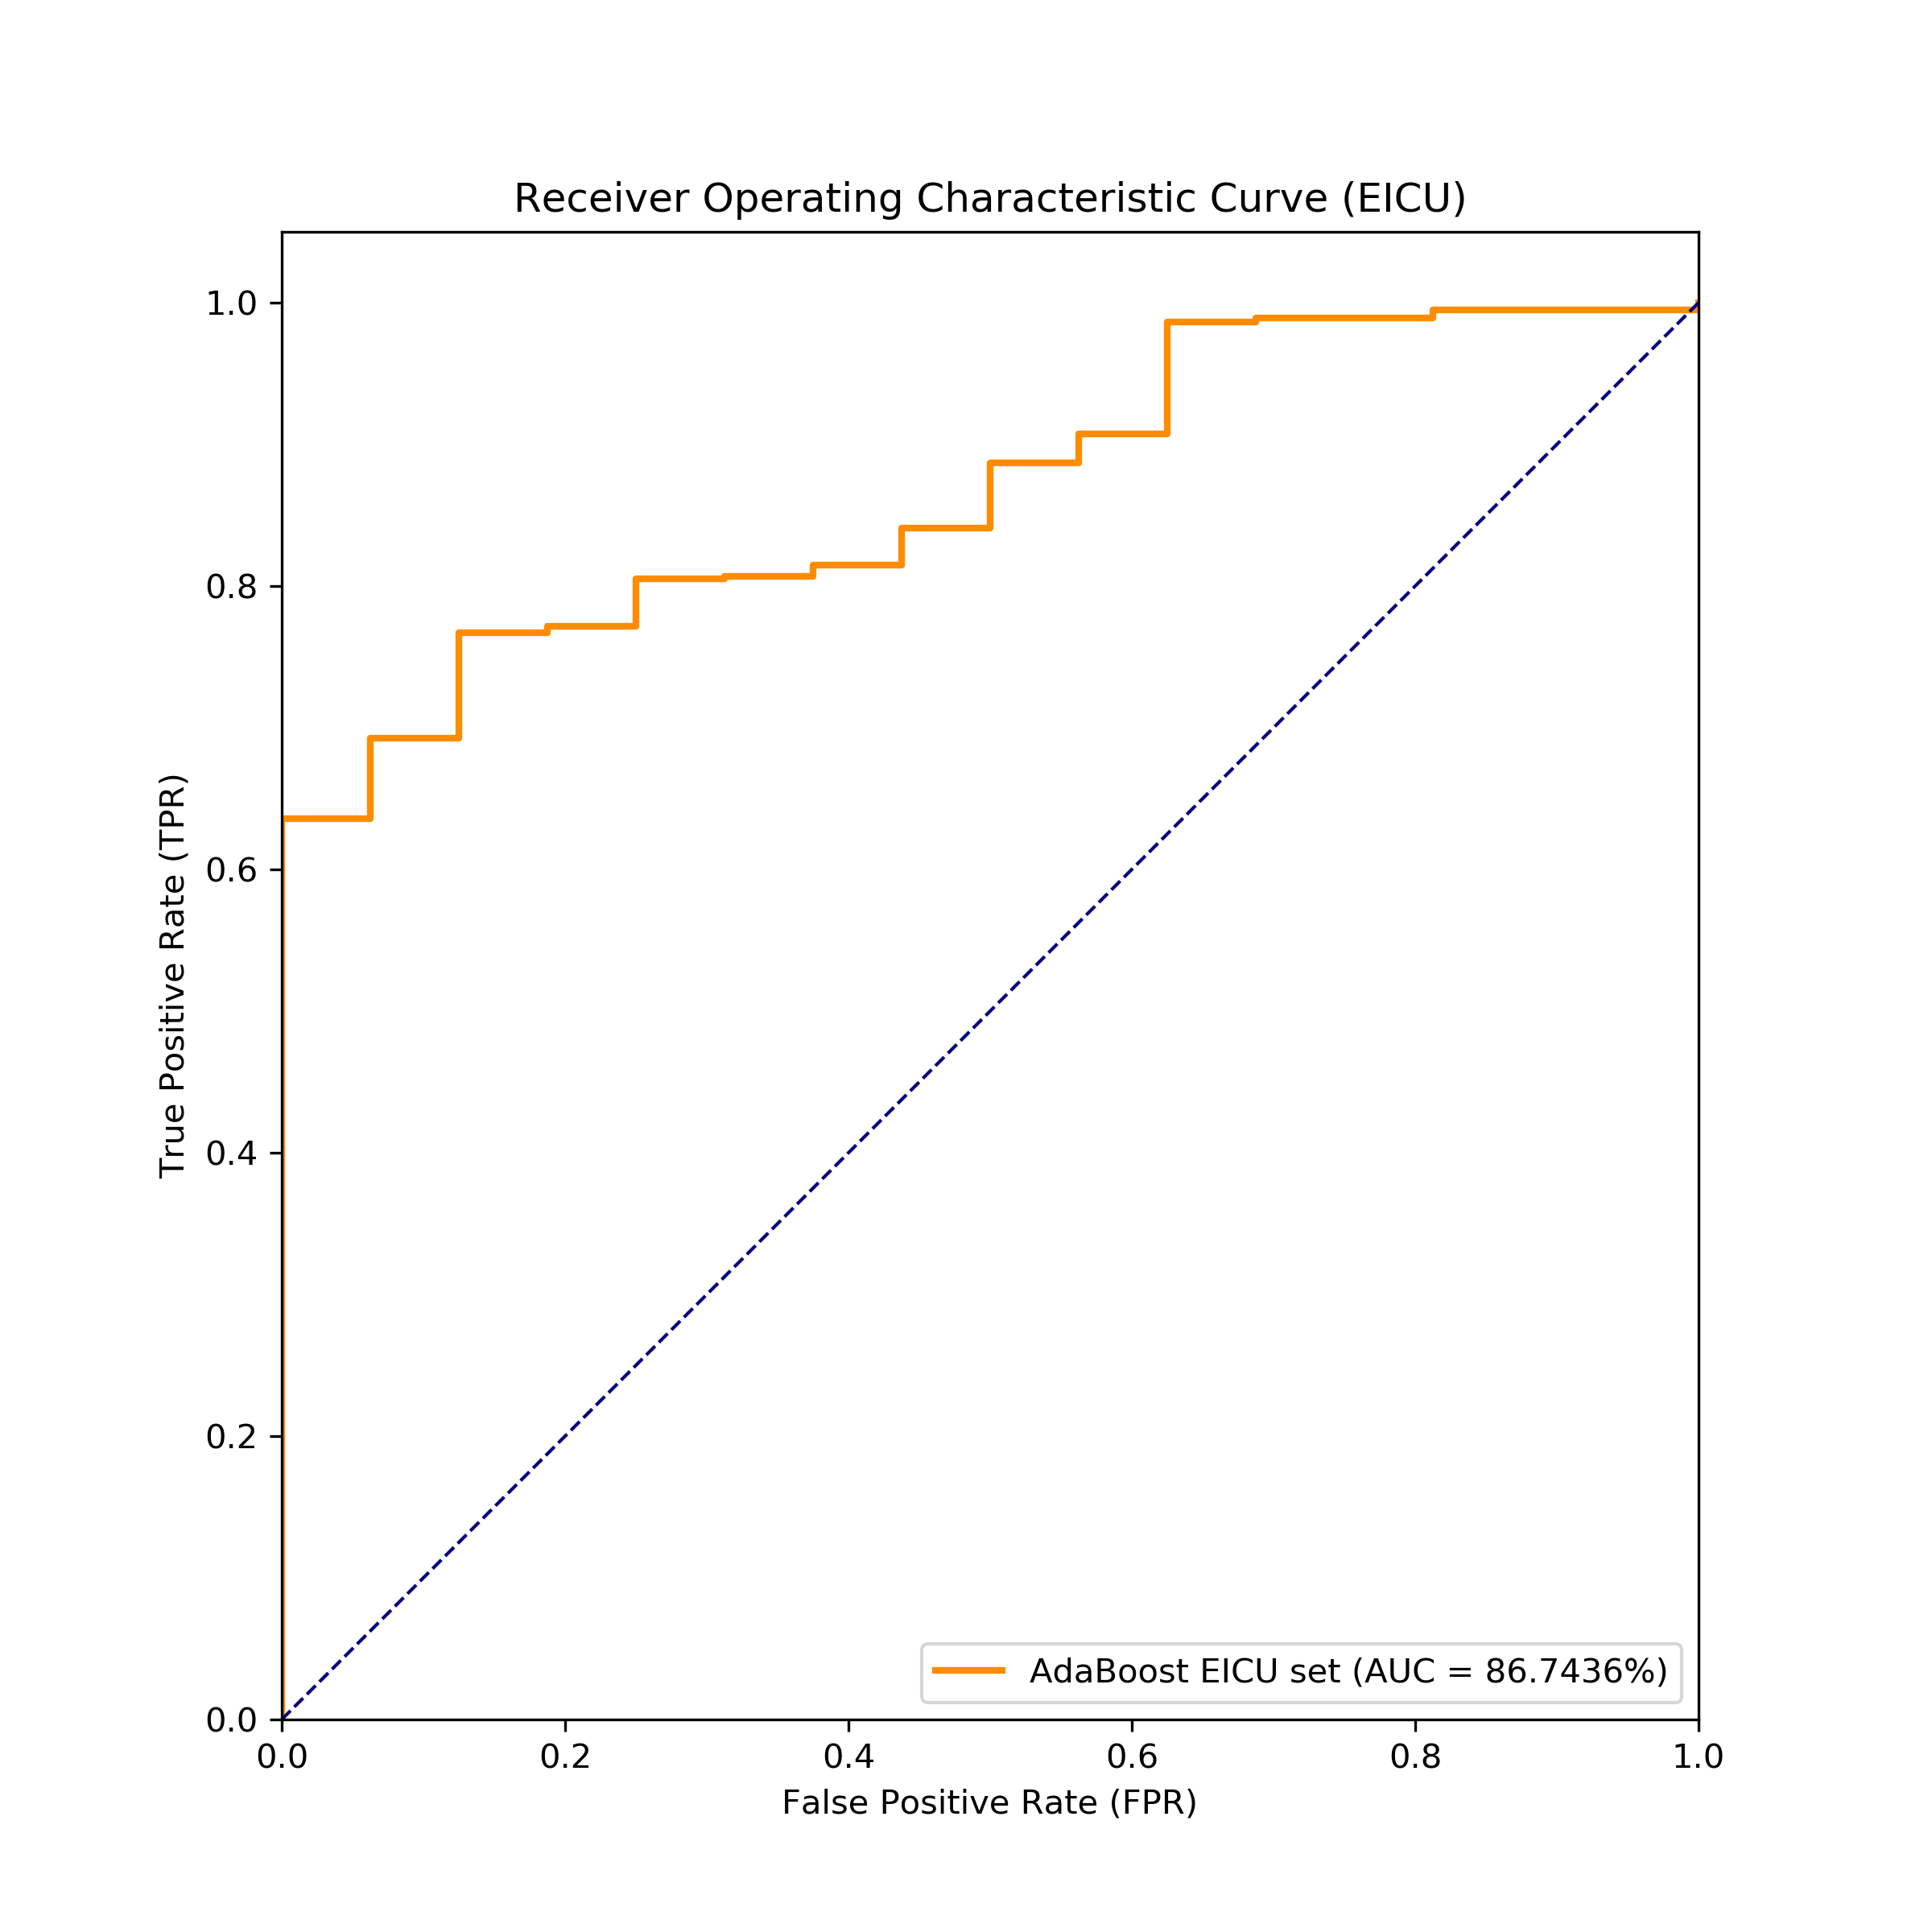 Receiver Operating Characteristic Curve (EICU)
True Positive Rate (TPR)
1.0
0.8
0.6
0.4
0.2
0.0
AdaBoost EICU set (AUC = 86.7436%)
0.0 0.2 0.4 0.6 0.8 1.0
False Positive Rate (FPR)